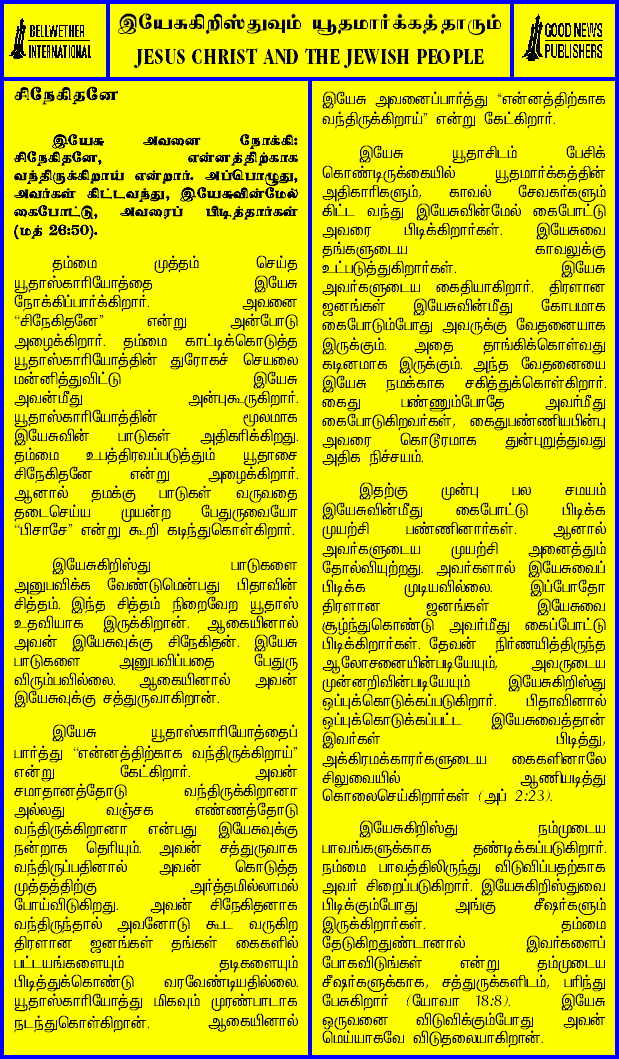 BELLWETHER
INTERNATIONAL
இயேசுகிறிஸ்துவும் யூதமார்க்கத்தாரும்
JESUS CHRIST AND THE JEWISH PEOPLE
GOOD NEWS
PUBLISHERS
சிநேகிதனே
இயேசு அவனை நோக்கி:
சிநேகிதனே, என்னத்திற்காக
வந்திருக்கிறாய் என்றார். அப்பொழுது,
அவர்கள் கிட்டவந்து, இயேசுவின்மேல்
கைபோட்டு, அவரைப் பிடித்தார்கள்
(மத் 26:50).
தம்மை முத்தம் செய்த
யூதாஸ்காரியோத்தை இயேசு
நோக்கிப்பார்க்கிறார். அவனை
“சிநேகிதனே” என்று அன்போடு
அழைக்கிறார். தம்மை காட்டிக்கொடுத்த
யூதாஸ்காரியோத்தின் துரோகச் செயலை
மன்னித்துவிட்டு இயேசு
அவன்மீது அன்புகூருகிறார்.
யூதாஸ்காரியோத்தின் மூலமாக
இயேசுவின் பாடுகள் அதிகரிக்கிறது.
தம்மை உபத்திரவப்படுத்தும் யூதாசை
சிநேகிதனே என்று அழைக்கிறார்.
ஆனால் தமக்கு பாடுகள் வருவதை
தடைசெய்ய முயன்ற பேதுருவையோ
“பிசாசே” என்று கூறி கடிந்துகொள்கிறார்.
இயேசுகிறிஸ்து பாடுகளை
அனுபவிக்க வேண்டுமென்பது பிதாவின்
சித்தம். இந்த சித்தம் நிறைவேற யூதாஸ்
உதவியாக இருக்கிறான். ஆகையினால்
அவன் இயேசுவுக்கு சிநேகிதன். இயேசு
பாடுகளை அனுபவிப்பதை பேதுரு
விரும்பவில்லை. ஆகையினால் அவன்
இயேசுவுக்கு சத்துருவாகிறான்.
இயேசு யூதாஸ்காரியோத்தைப்
பார்த்து “என்னத்திற்காக வந்திருக்கிறாய்”
என்று கேட்கிறார். அவன்
சமாதானத்தோடு வந்திருக்கிறானா
அல்லது வஞ்சக எண்ணத்தோடு
வந்திருக்கிறானா என்பது இயேசுவுக்கு
நன்றாக தெரியும். அவன் சத்துருவாக
வந்திருப்பதினால் அவன் கொடுத்த
முத்தத்திற்கு அர்த்தமில்லாமல்
போய்விடுகிறது. அவன் சிநேகிதனாக
வந்திருந்தால் அவனோடு கூட வருகிற
திரளான ஜனங்கள் தங்கள் கைகளில்
பட்டயங்களையும் தடிகளையும்
பிடித்துக்கொண்டு வரவேண்டியதில்லை.
யூதாஸ்காரியோத்து மிகவும் முரண்பாடாக
நடந்துகொள்கிறான். ஆகையினால்
இயேசு அவனைப்பார்த்து “என்னத்திற்காக
வந்திருக்கிறாய்” என்று கேட்கிறார்.
இயேசு யூதாசிடம் பேசிக்
கொண்டிருக்கையில் யூதமார்க்கத்தின்
அதிகாரிகளும், காவல் சேவகர்களும்
கிட்ட வந்து இயேசுவின்மேல் கைபோட்டு
அவரை பிடிக்கிறார்கள். இயேசுவை
தங்களுடைய காவலுக்கு
உட்படுத்துகிறார்கள். இயேசு
அவர்களுடைய கைதியாகிறார். திரளான
ஜனங்கள் இயேசுவின்மீது கோபமாக
கைபோடும்போது அவருக்கு வேதனையாக
இருக்கும். அதை தாங்கிக்கொள்வது
கடினமாக இருக்கும். அந்த வேதனையை
இயேசு நமக்காக சகித்துக்கொள்கிறார்.
கைது பண்ணும்போதே அவர்மீது
கைபோடுகிறவர்கள், கைதுபண்ணியபின்பு
அவரை கொடூரமாக துன்புறுத்துவது
அதிக நிச்சயம்.
இதற்கு முன்பு பல சமயம்
இயேசுவின்மீது கைபோட்டு பிடிக்க
முயற்சி பண்ணினார்கள். ஆனால்
அவர்களுடைய முயற்சி அனைத்தும்
தோல்வியுற்றது. அவர்களால் இயேசுவைப்
பிடிக்க முடியவில்லை. இப்போதோ
திரளான ஜனங்கள் இயேசுவை
சூழ்ந்துகொண்டு அவர்மீது கைப்போட்டு
பிடிக்கிறார்கள். தேவன் நிர்ணயித்திருந்த
ஆலோசனையின்படியேயும், அவருடைய
முன்னறிவின்படியேயும் இயேசுகிறிஸ்து
ஒப்புக்கொடுக்கப்படுகிறார். பிதாவினால்
ஒப்புக்கொடுக்கப்பட்ட இயேசுவைத்தான்
இவர்கள் பிடித்து,
அக்கிரமக்காரர்களுடைய கைகளினாலே
சிலுவையில் ஆணியடித்து
கொலைசெய்கிறார்கள் (அப் 2:23).
இயேசுகிறிஸ்து நம்முடைய
பாவங்களுக்காக தண்டிக்கப்படுகிறார்.
நம்மை பாவத்திலிருந்து விடுவிப்பதற்காக
அவர் சிறைப்படுகிறார். இயேசுகிறிஸ்துவை
பிடிக்கும்போது அங்கு சீஷர்களும்
இருக்கிறார்கள். தம்மை
தேடுகிறதுண்டானால் இவர்களைப்
போகவிடுங்கள் என்று தம்முடைய
சீஷர்களுக்காக, சத்துருக்களிடம், பரிந்து
பேசுகிறார் (யோவா 18:8). இயேசு
ஒருவனை விடுவிக்கும்போது அவன்
மெய்யாகவே விடுதலையாகிறான்.